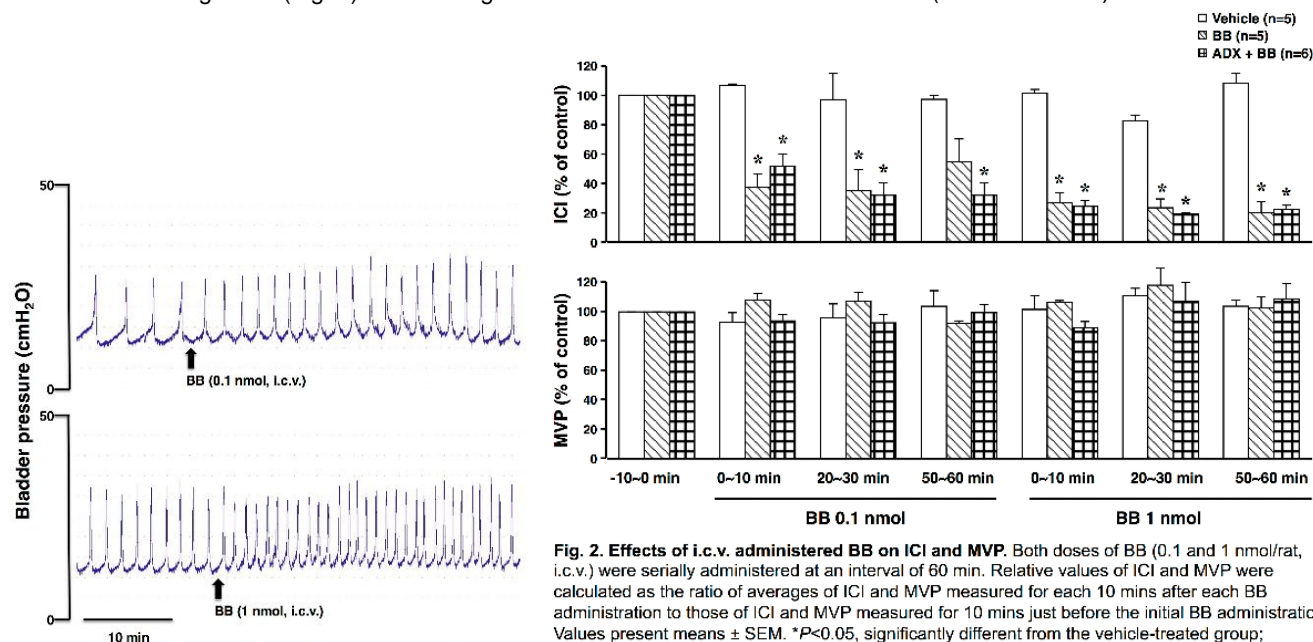 Vehicle (n=5)
BB (n=5)
ADX + BB (n=6)
Bladder pressure (cmH2O)
50
0
BB (0.1 nmol, i.c.v.)
50
0
BB (1 nmol, i.c.v.)
10 min
ICI (% of control)
120
100
80
60
40
20
0
* * * * * * * * * * *
MVP (% of control)
120
100
80
60
40
20
0
-10~0 min 0~10 min 20~30 min 50~60 min 0~10 min 20~30 min 50~60 min
BB 0.1 nmol BB 1 nmol
Fig. 2. Effects of i.c.v. administered BB on ICI and MVP. Both doses of BB (0.1 and 1 nmol/rat,
i.c.v.) were serially administered at an interval of 60 min. Relative values of ICI and MVP were
calculated as the ratio of averages of ICI and MVP measured for each 10 mins after each BB
administration to those of ICI and MVP measured for 10 mins just before the initial BB
Values present means ± SEM. *P<0.05, significantly different from the vehicle-treated group;